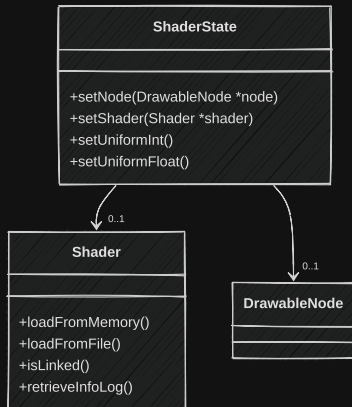 ShaderState
+setNode(DrawableNode *node)
+setShader(Shader *shader)
+setUniformInt()
+setUniformFloat()
0..1
0..1
Shader
+loadFromMemory()
+loadFromFile()
+isLinked()
+retrieveInfoLog()
DrawableNode